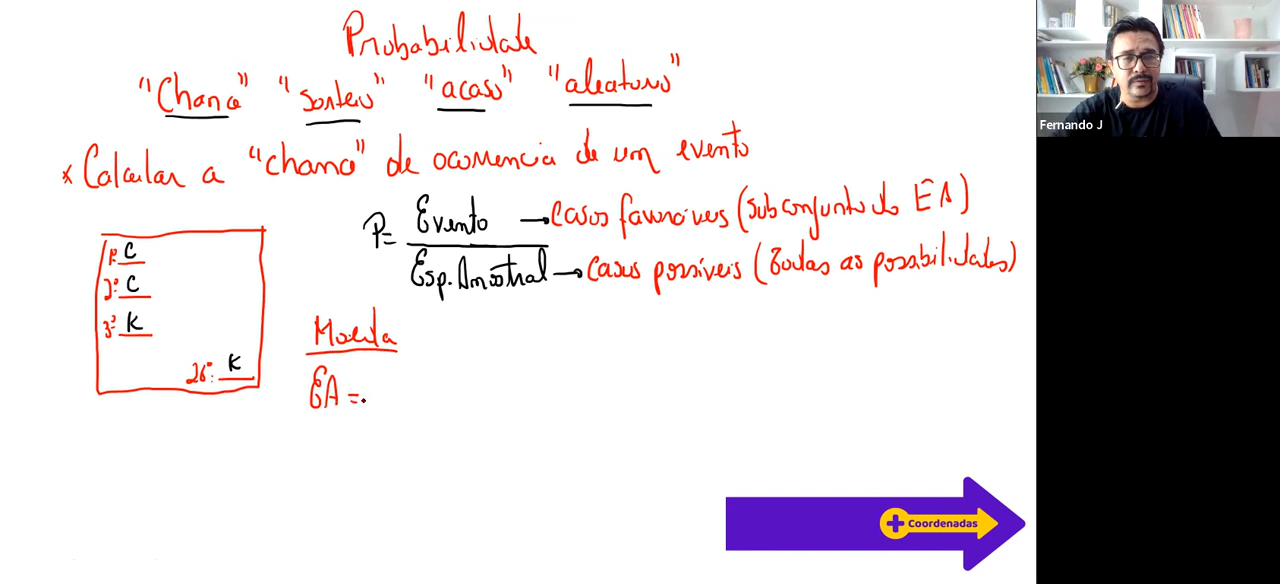 Probabilidade
"Chance" "sorteio" "acaso" "aleatório"
* Calcular a "chance" de ocorrencia de um evento
P= Evento → Casos favoráveis (subconjunto do EA)
Esp. Amostral → Casos possíveis (todas as possibilidades)
1º: C
2º: C
3º: K
26º: K
Moeda
EA =
+ Coordenadas
Fernando J